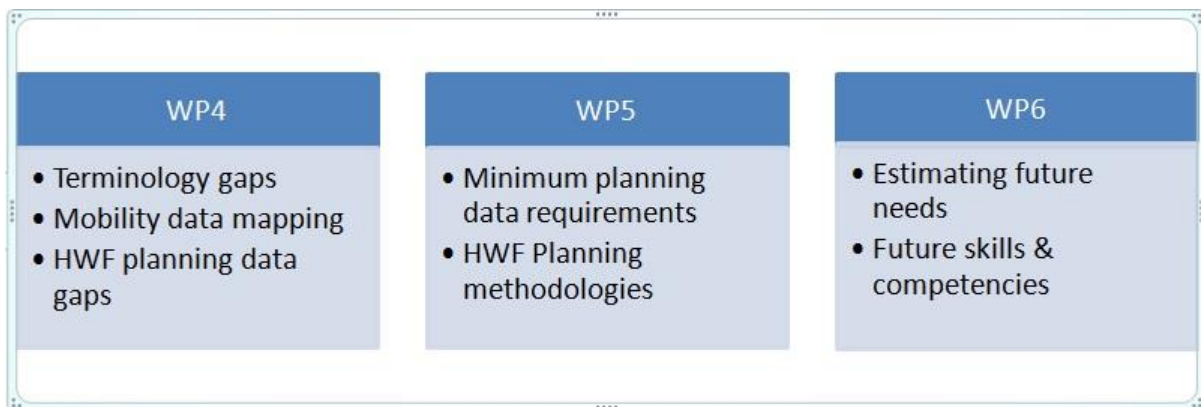 WP4
• Terminology gaps
• Mobility data mapping
• HWF planning data
gaps
WP5
• Minimum planning
data requirements
• HWF Planning
methodologies
WP6
• Estimating future
needs
• Future skills &
competencies